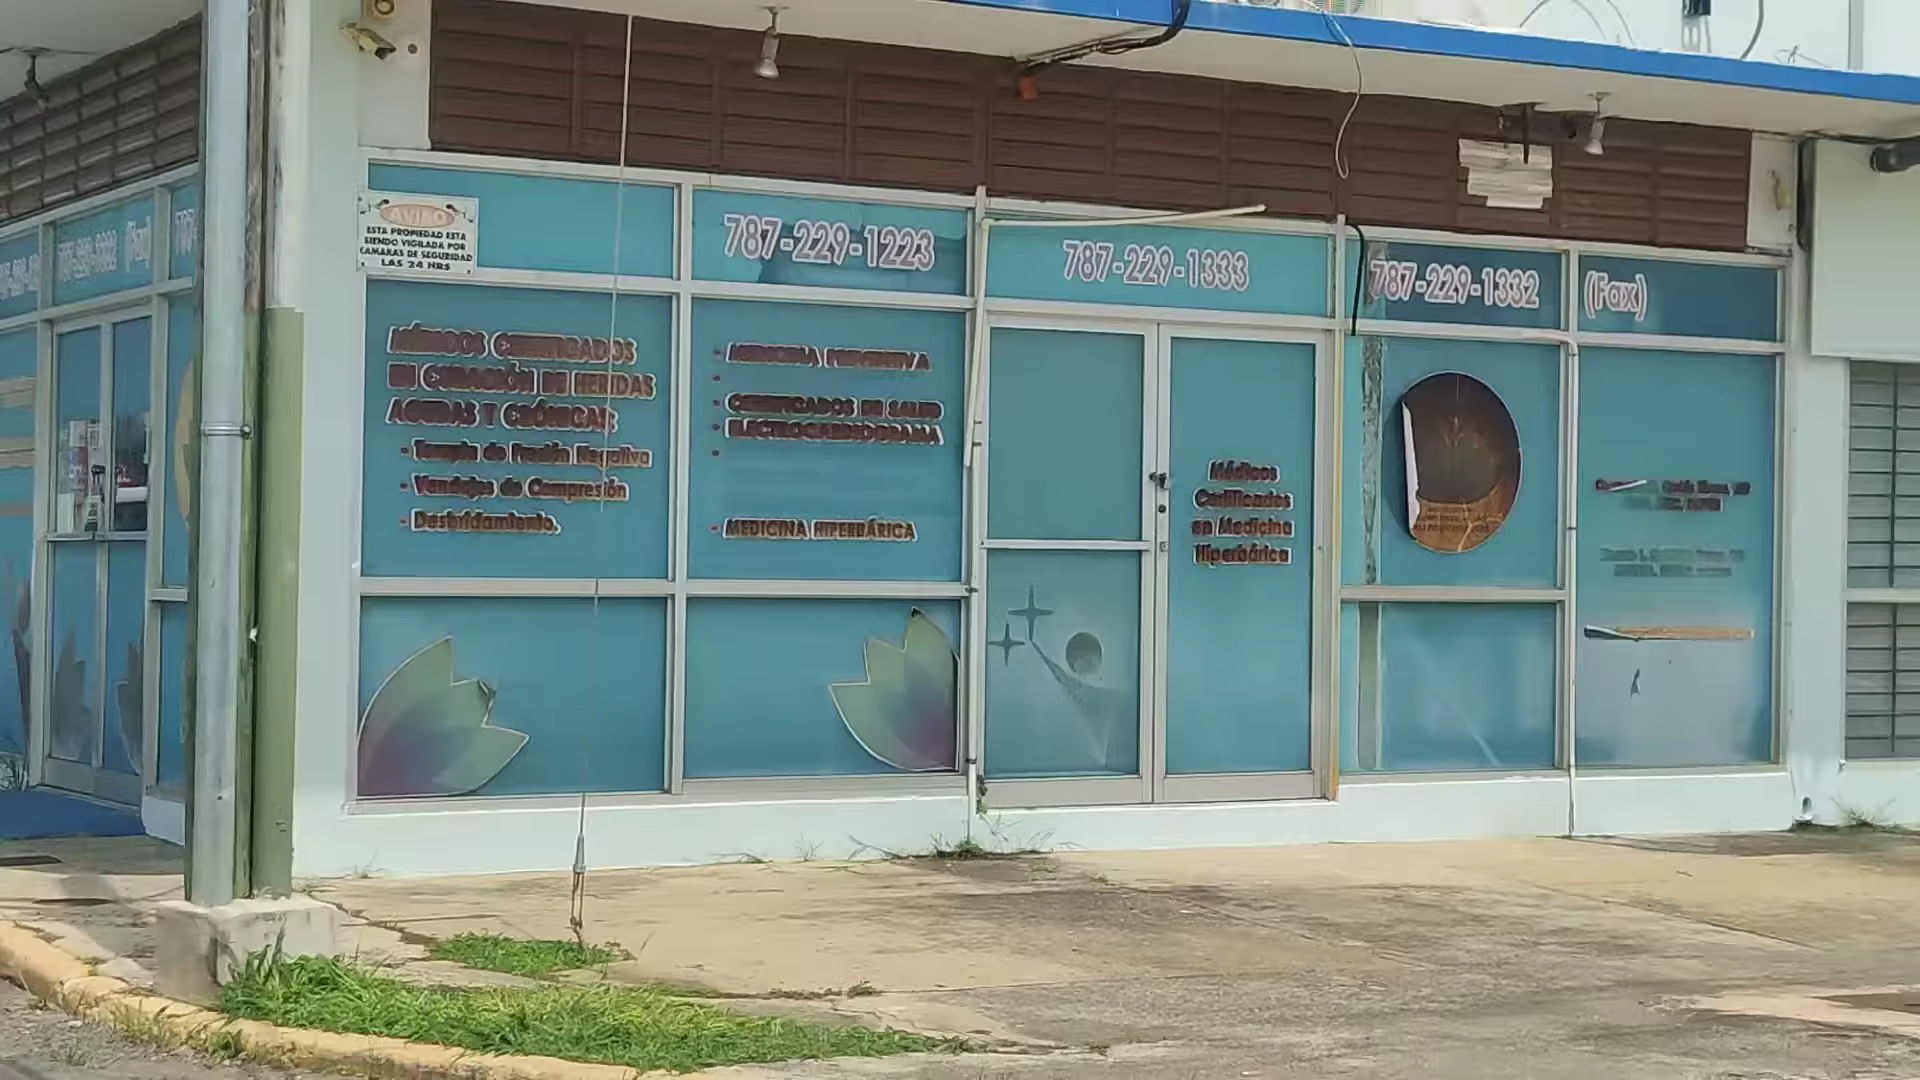 AVISO
ESTA PROPIEDAD ESTA
SIENDO VIGILADA POR
CAMARAS DE SEGURIDAD
LAS 24 HRS
787-229-1223
787-229-1333
787-229-1332 (Fax)
MÉDICOS CERTIFICADOS
EN CURACIÓN DE HERIDAS
AGUDAS Y CRÓNICAS:
- Terapia de Presión Negativa
- Vendajes de Compresión
- Desbridamiento.
• MEDICINA PREVENTIVA
• CERTIFICADOS DE SALUD
• ELECTROCARDIOGRAMA
• MEDICINA HIPERBÁRICA
Médicos
Certificados
en Medicina
Hiperbárica
(Fax)